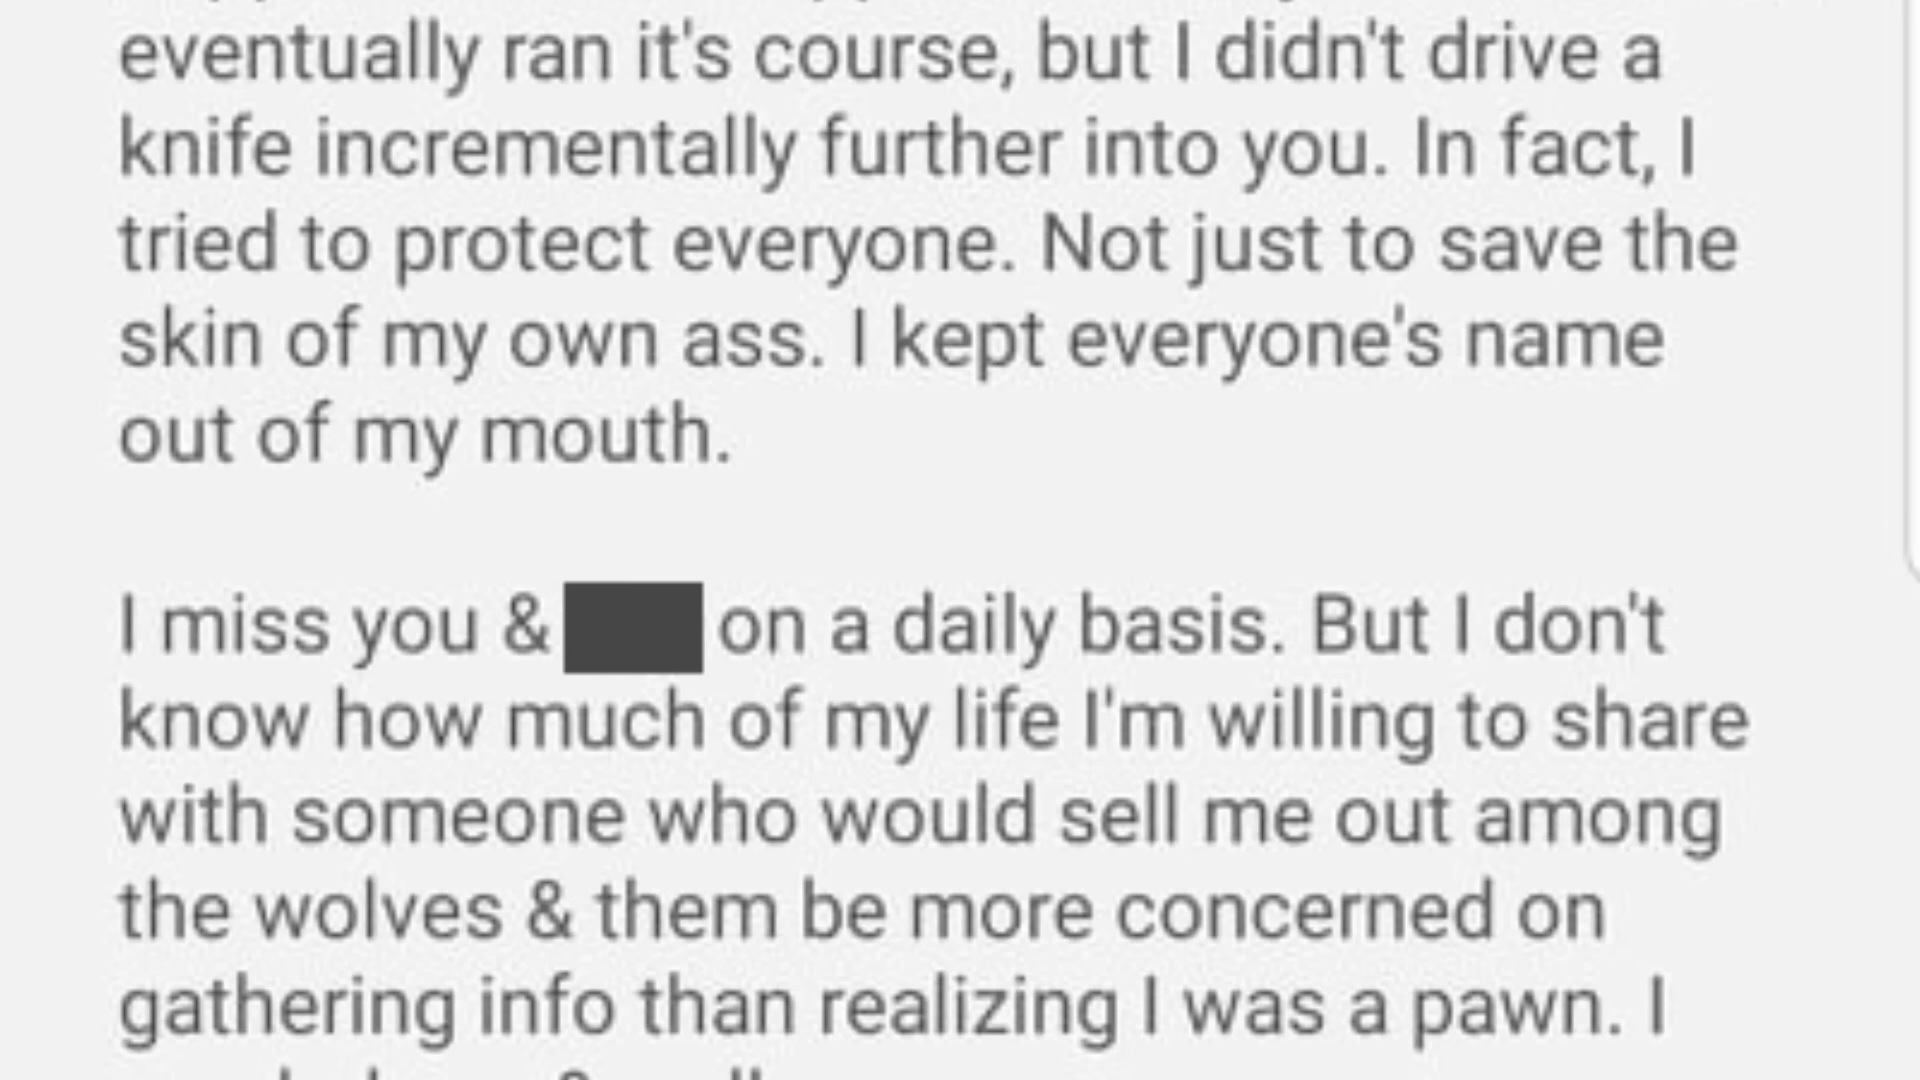 eventually ran it's course, but I didn't drive a
knife incrementally further into you. In fact, I
tried to protect everyone. Not just to save the
skin of my own ass. I kept everyone's name
out of my mouth.
I miss you & on a daily basis. But I don't
know how much of my life I'm willing to share
with someone who would sell me out among
the wolves & them be more concerned on
gathering info than realizing I was a pawn. I